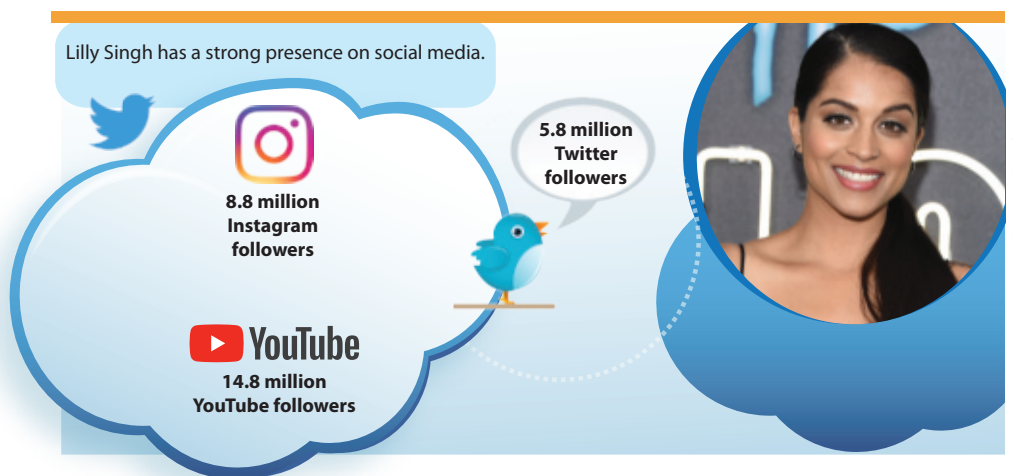 Lilly Singh has a strong presence on social media.
5.8 million
Twitter
followers
8.8 million
Instagram
followers
YouTube
14.8 million
YouTube followers